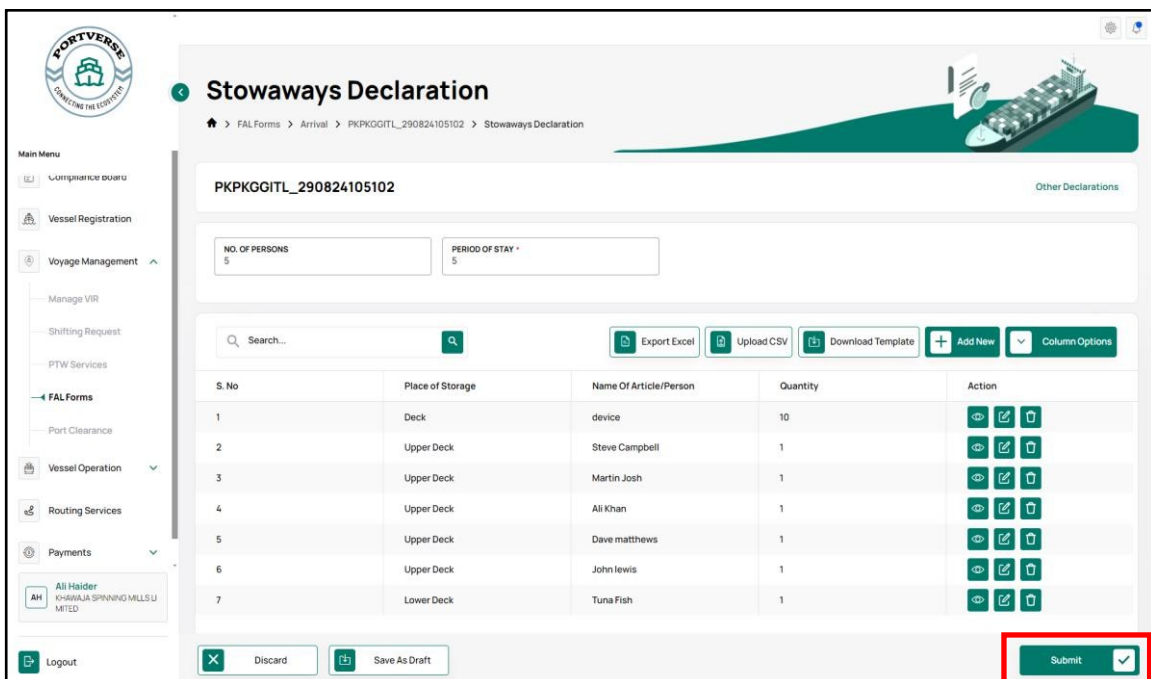 PORTVERSE
CONNECTING THE ECOSYSTEM
Main Menu
Compliance Board
Vessel Registration
Voyage Management
Manage VIR
Shifting Request
PTW Services
FAL Forms
Port Clearance
Vessel Operation
Routing Services
Payments
AH
Ali Haider
KHAWAJA SPINNING MILLS LI
MITED
Logout
Stowaways Declaration
> FAL Forms > Arrival > PKPKGGITL_290824105102 > Stowaways Declaration
PKPKGGITL_290824105102
Other Declarations
NO. OF PERSONS
5
PERIOD OF STAY *
5
Search...
Export Excel
Upload CSV
Download Template
Add New
Column Options
S. No Place of Storage Name Of Article/Person Quantity Action
1 Deck device 10
2 Upper Deck Steve Campbell 1
3 Upper Deck Martin Josh 1
4 Upper Deck Ali Khan 1
5 Upper Deck Dave matthews 1
6 Upper Deck John lewis 1
7 Lower Deck Tuna Fish 1
Discard
Save As Draft
Submit